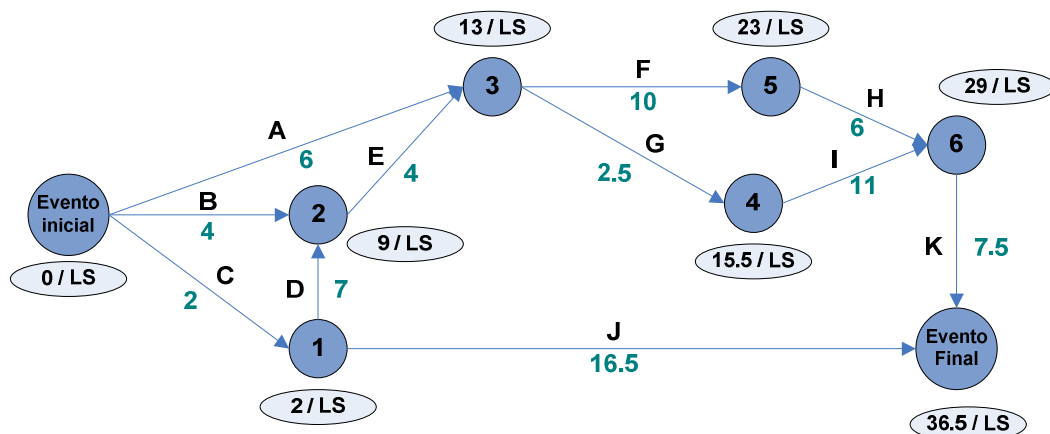 13 / LS
23 / LS
29 / LS
3
F
10
5
H
6
6
A
6
E
4
G
2.5
I
11
4
15.5 / LS
Evento
inicial
0 / LS
B
4
2
9 / LS
C
2
D
7
K
7.5
1
2 / LS
J
16.5
Evento
Final
36.5 / LS